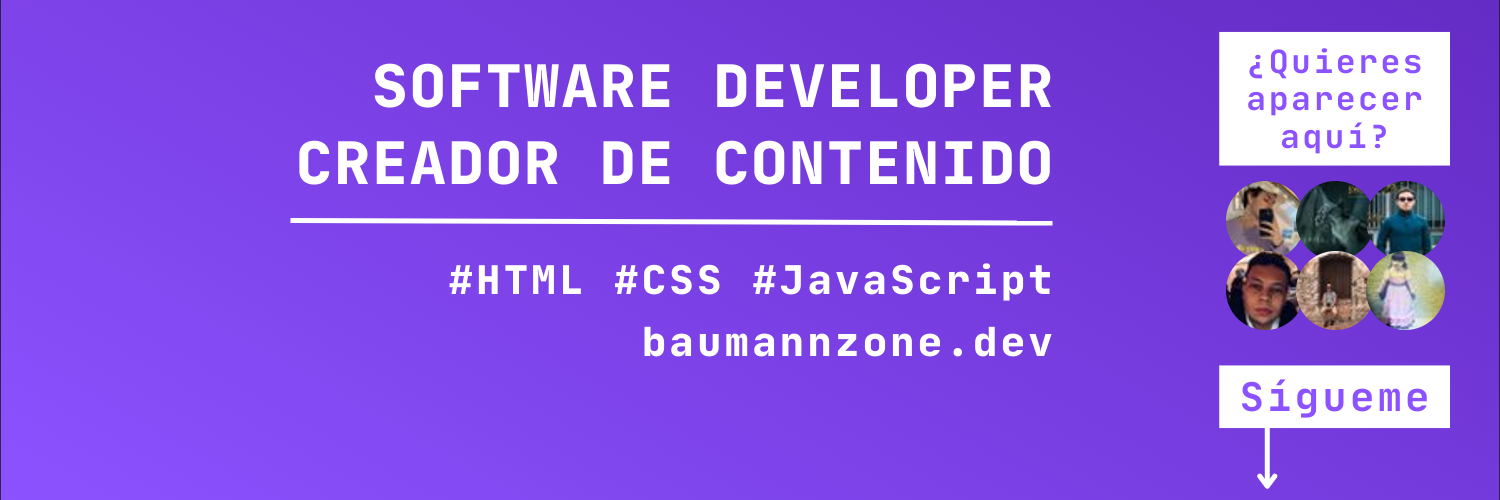 SOFTWARE DEVELOPER
CREADOR DE CONTENIDO
#HTML #CSS #JavaScript
baumannzone.dev
¿Quieres
aparecer
aquí?
Sígueme